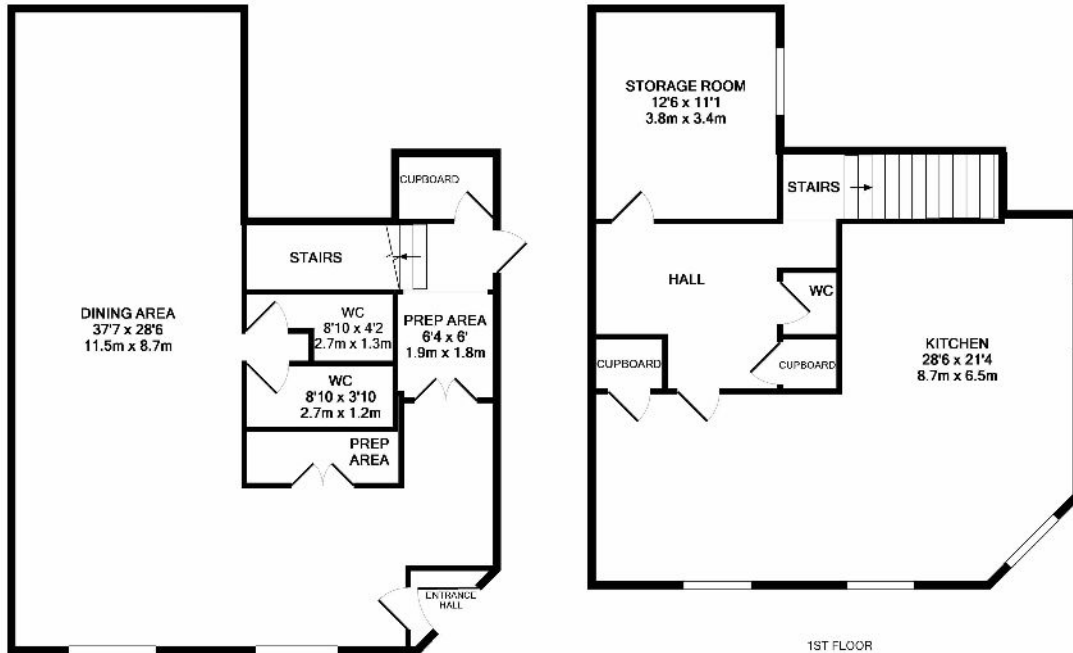 DINING AREA
37'7 x 28'6
11.5m x 8.7m
CUPBOARD
STAIRS
WC
8'10 x 4'2
2.7m x 1.3m
PREP AREA
6'4 x 6'
1.9m x 1.8m
WC
8'10 x 3'10
2.7m x 1.2m
PREP
AREA
ENTRANCE
HALL
STORAGE ROOM
12'6 x 11'1
3.8m x 3.4m
STAIRS
HALL
WC
CUPBOARD
CUPBOARD
KITCHEN
28'6 x 21'4
8.7m x 6.5m
1ST FLOOR